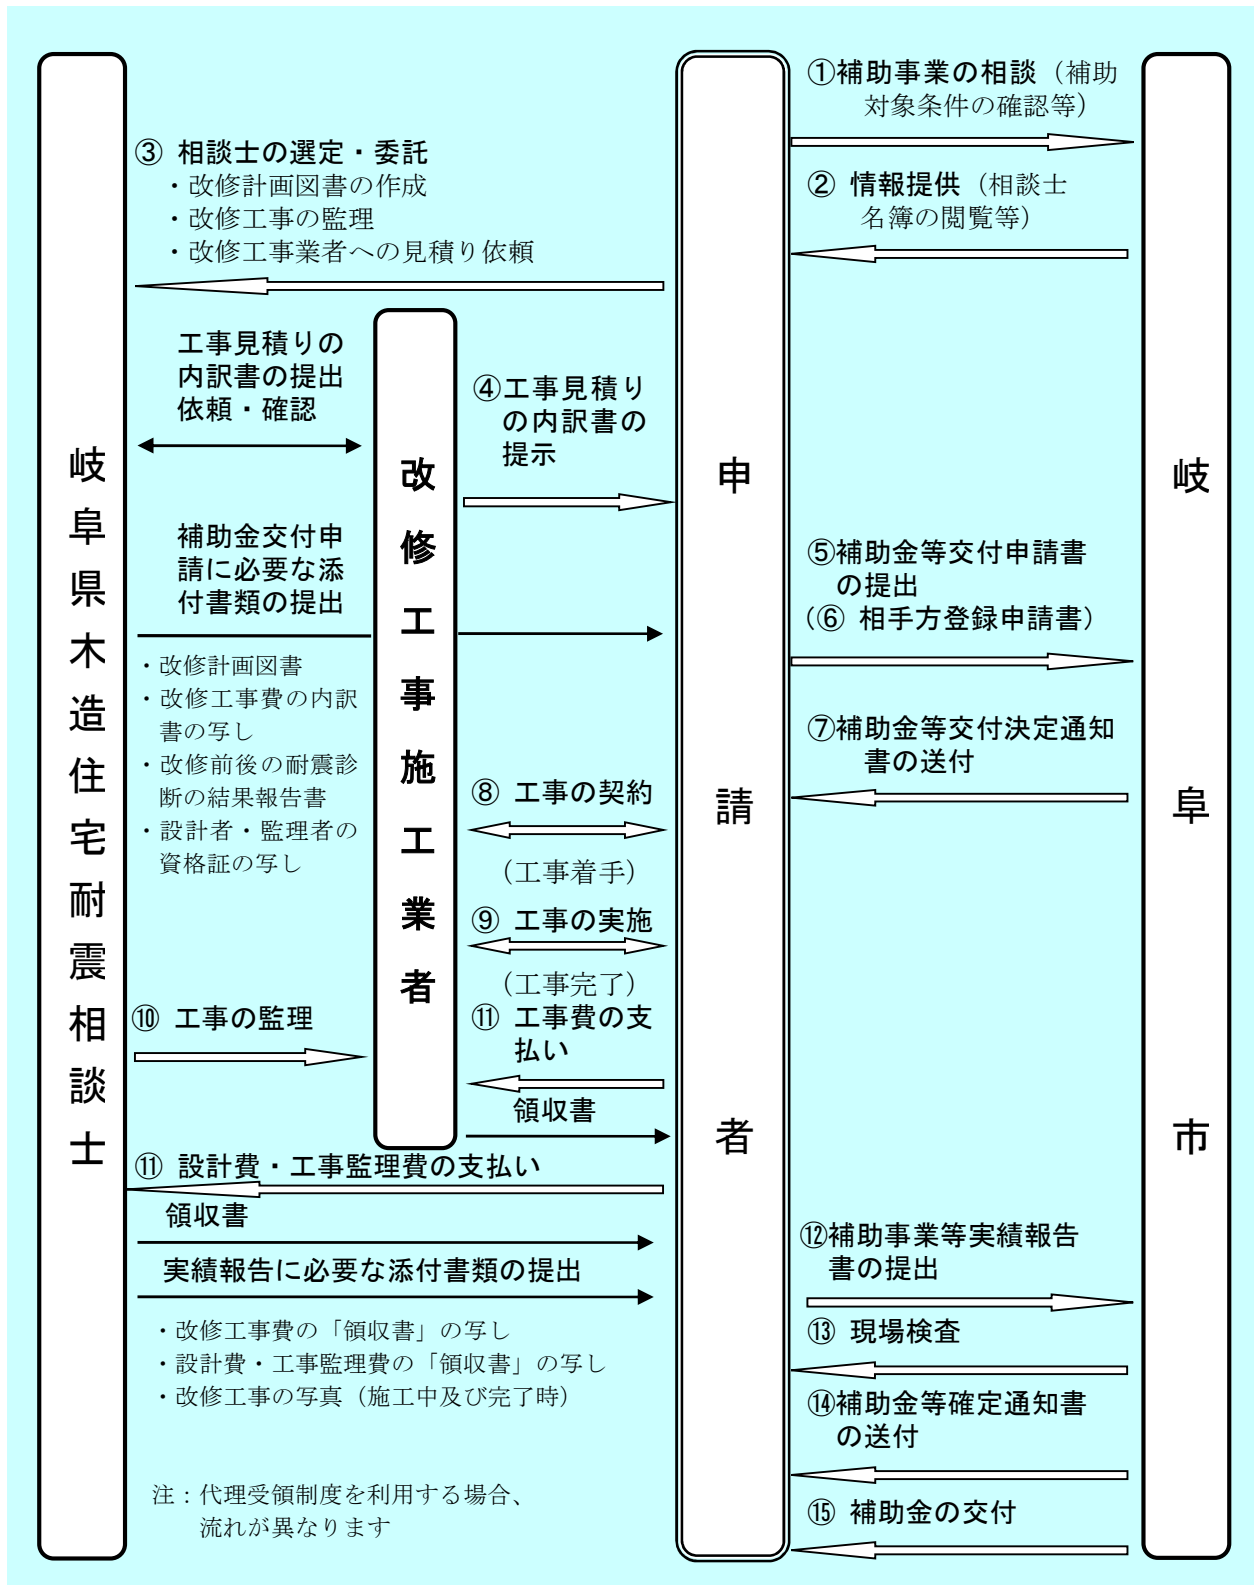 ①補助事業の相談（補助
対象条件の確認等）
② 情報提供（相談士
名簿の閲覧等）
③ 相談士の選定・委託
・改修計画図書の作成
・改修工事の監理
・改修工事業者への見積り依頼
工事見積りの
内訳書の提出
依頼・確認
④工事見積り
の内訳書の
提示
補助金交付申
請に必要な添
付書類の提出
・改修計画図書
・改修工事費の内訳
書の写し
・改修前後の耐震診
断の結果報告書
・設計者・監理者の
資格証の写し
⑤補助金等交付申請書
の提出
（⑥ 相手方登録申請書）
⑦補助金等交付決定通知
書の送付
⑧ 工事の契約
（工事着手）
⑨ 工事の実施
（工事完了）
⑩ 工事の監理
⑪ 工事費の支
払い
領収書
⑪ 設計費・工事監理費の支払い
領収書
実績報告に必要な添付書類の提出
・改修工事費の「領収書」の写し
・設計費・工事監理費の「領収書」の写し
・改修工事の写真（施工中及び完了時）
⑫補助事業等実績報告
書の提出
⑬ 現場検査
⑭補助金等確定通知書
の送付
⑮ 補助金の交付
注：代理受領制度を利用する場合、
流れが異なります
岐阜県木造住宅耐震相談士
改修工事施工業者
申請者
岐阜市